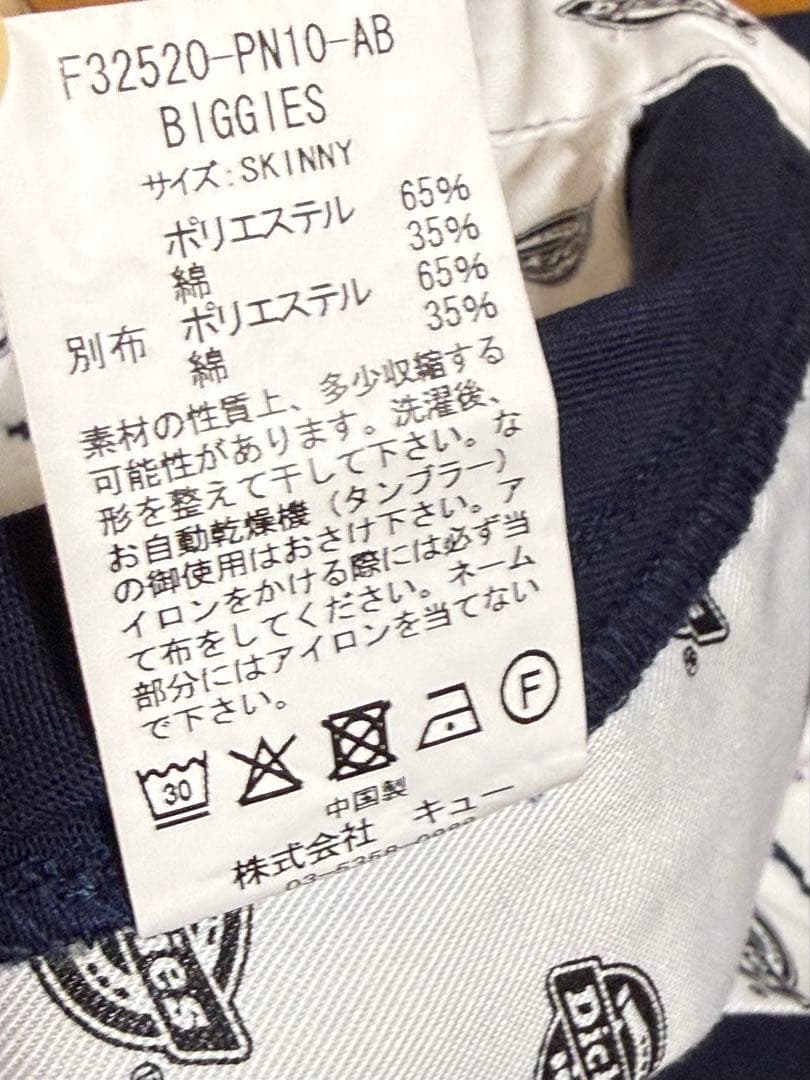 F32520-PN10-AB
BIGGIES
サイズ:SKINNY
ポリエステル 65%
綿 35%
別布 ポリエステル 65%
綿 35%
素材の性質上、多少収縮する
可能性があります。洗濯後、
形を整えて干して下さい。な
お自動乾燥機(タンブラー)
の御使用はおさけ下さい。ア
イロンをかける際には必ず当
て布をしてください。ネーム
部分にはアイロンを当てない
で下さい。
30
F
中国製
株式会社 キュー